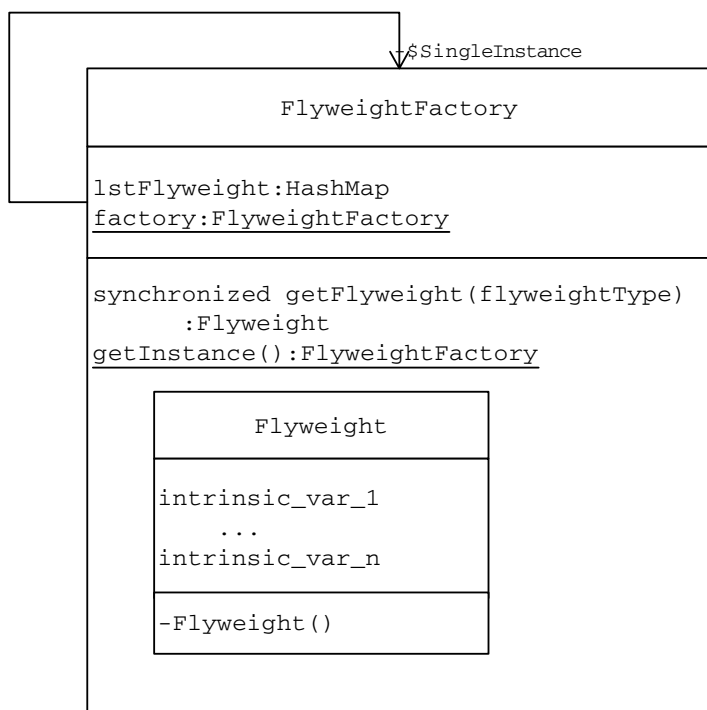 -$SingleInstance
FlyweightFactory
lstFlyweight:HashMap
factory:FlyweightFactory
synchronized getFlyweight(flyweightType)
:Flyweight
getInstance():FlyweightFactory
Flyweight
intrinsic_var_1
...
intrinsic_var_n
-Flyweight()